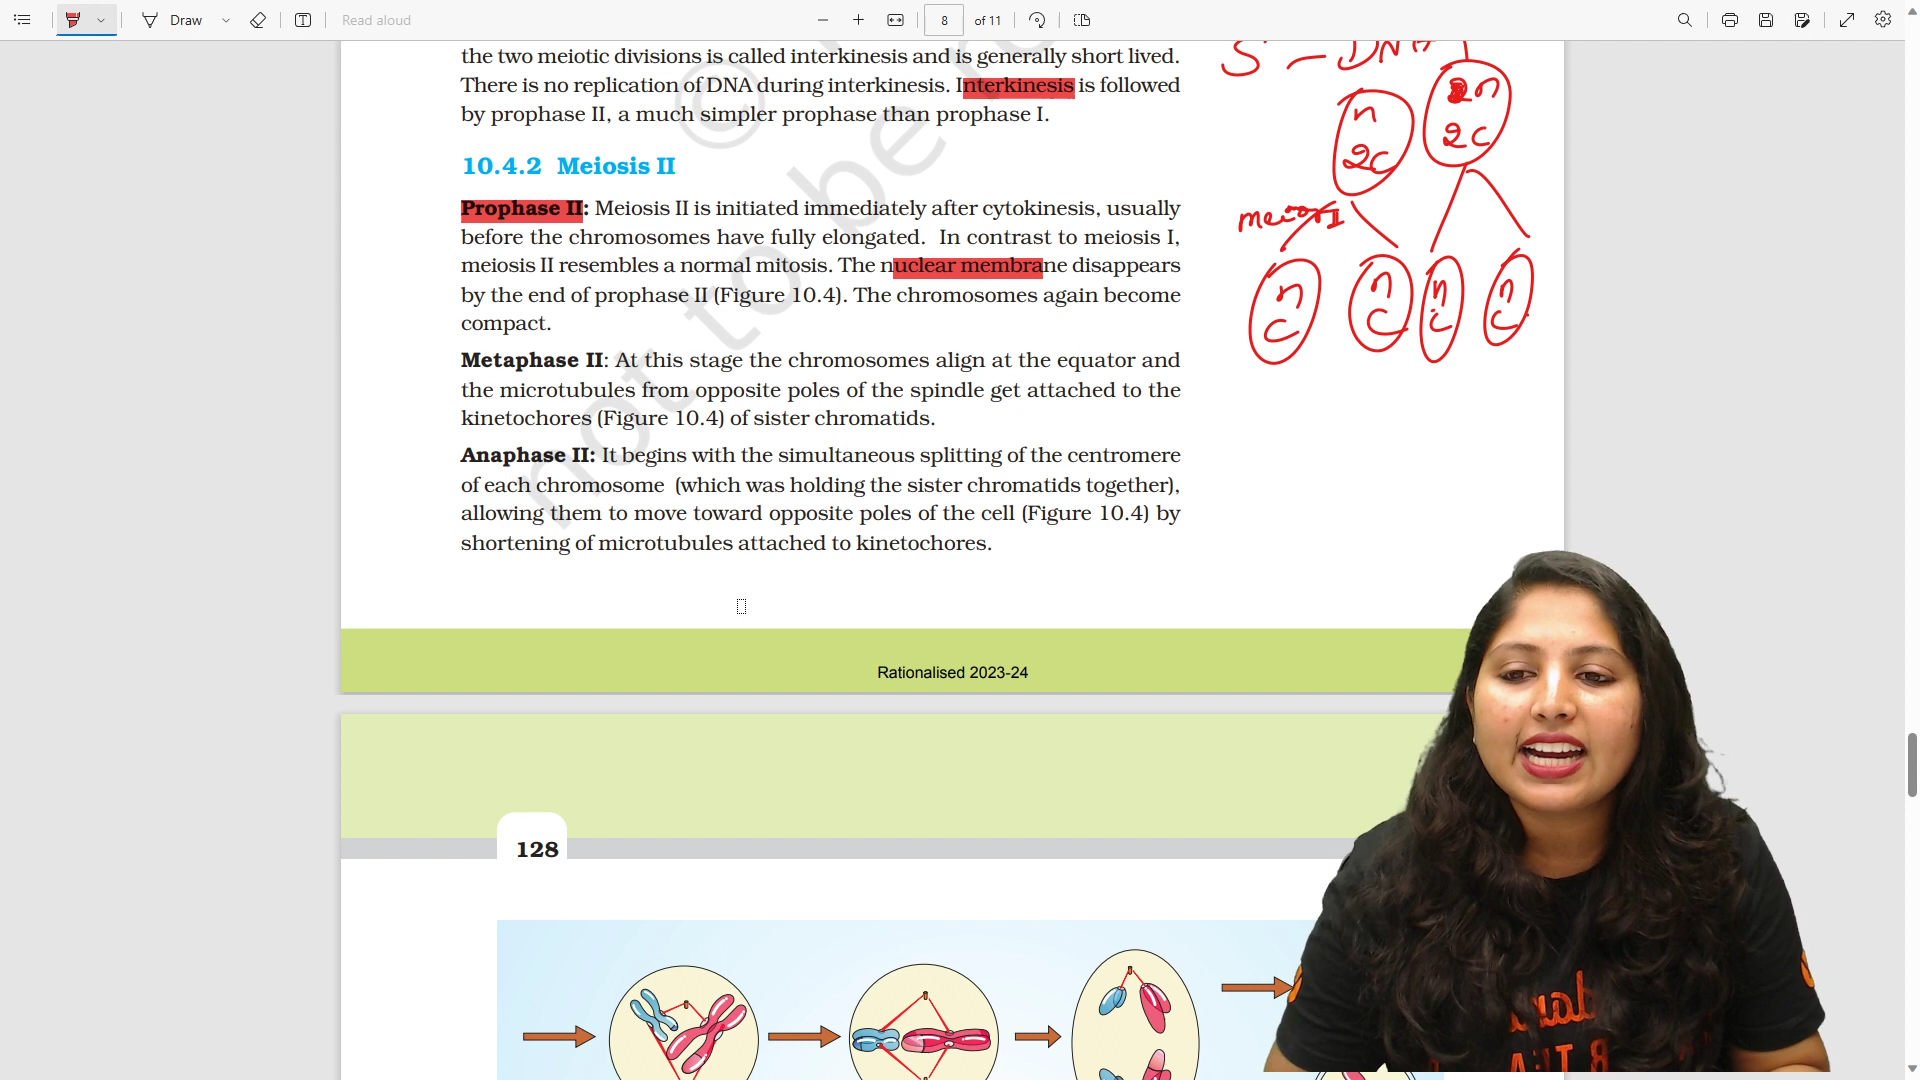 Draw
Read aloud
8
of 11
the two meiotic divisions is called interkinesis and is generally short lived.
There is no replication of DNA during interkinesis. Interkinesis is followed
by prophase II, a much simpler prophase than prophase I.
10.4.2 Meiosis II
Prophase II: Meiosis II is initiated immediately after cytokinesis, usually
before the chromosomes have fully elongated. In contrast to meiosis I,
meiosis II resembles a normal mitosis. The nuclear membrane disappears
by the end of prophase II (Figure 10.4). The chromosomes again become
compact.
Metaphase II: At this stage the chromosomes align at the equator and
the microtubules from opposite poles of the spindle get attached to the
kinetochores (Figure 10.4) of sister chromatids.
Anaphase II: It begins with the simultaneous splitting of the centromere
of each chromosome (which was holding the sister chromatids together),
allowing them to move toward opposite poles of the cell (Figure 10.4) by
shortening of microtubules attached to kinetochores.
© not to be
S - DNA
n
2c
n
2c
n
c
n
c
n
c
n
c
Rationalised 2023-24
128